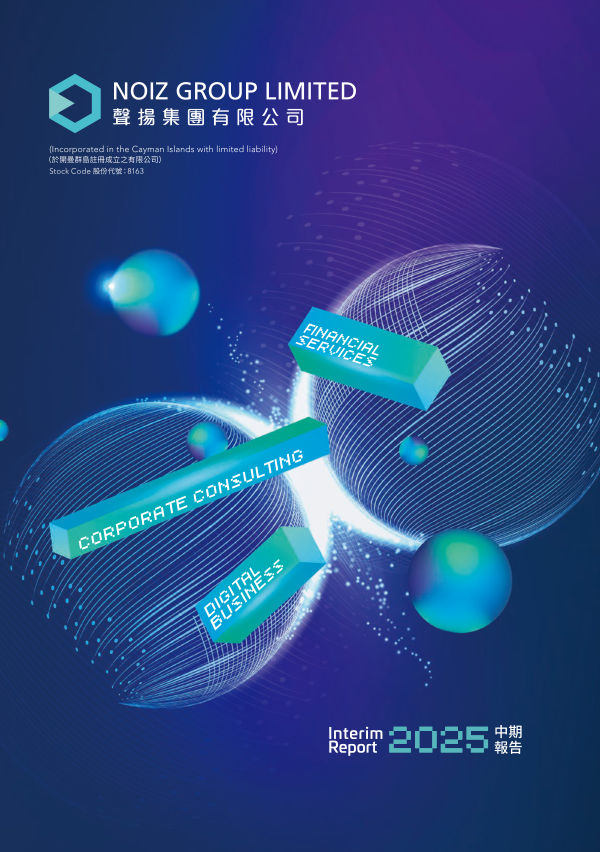 NOIZ GROUP LIMITED
聲揚集團有限公司
(Incorporated in the Cayman Islands with limited liability)
(於開曼群島註冊成立之有限公司)
Stock Code 股份代號：8163
FINANCIAL
SERVICES
CORPORATE CONSULTING
DIGITAL
BUSINESS
Interim
Report
2025
中期
報告